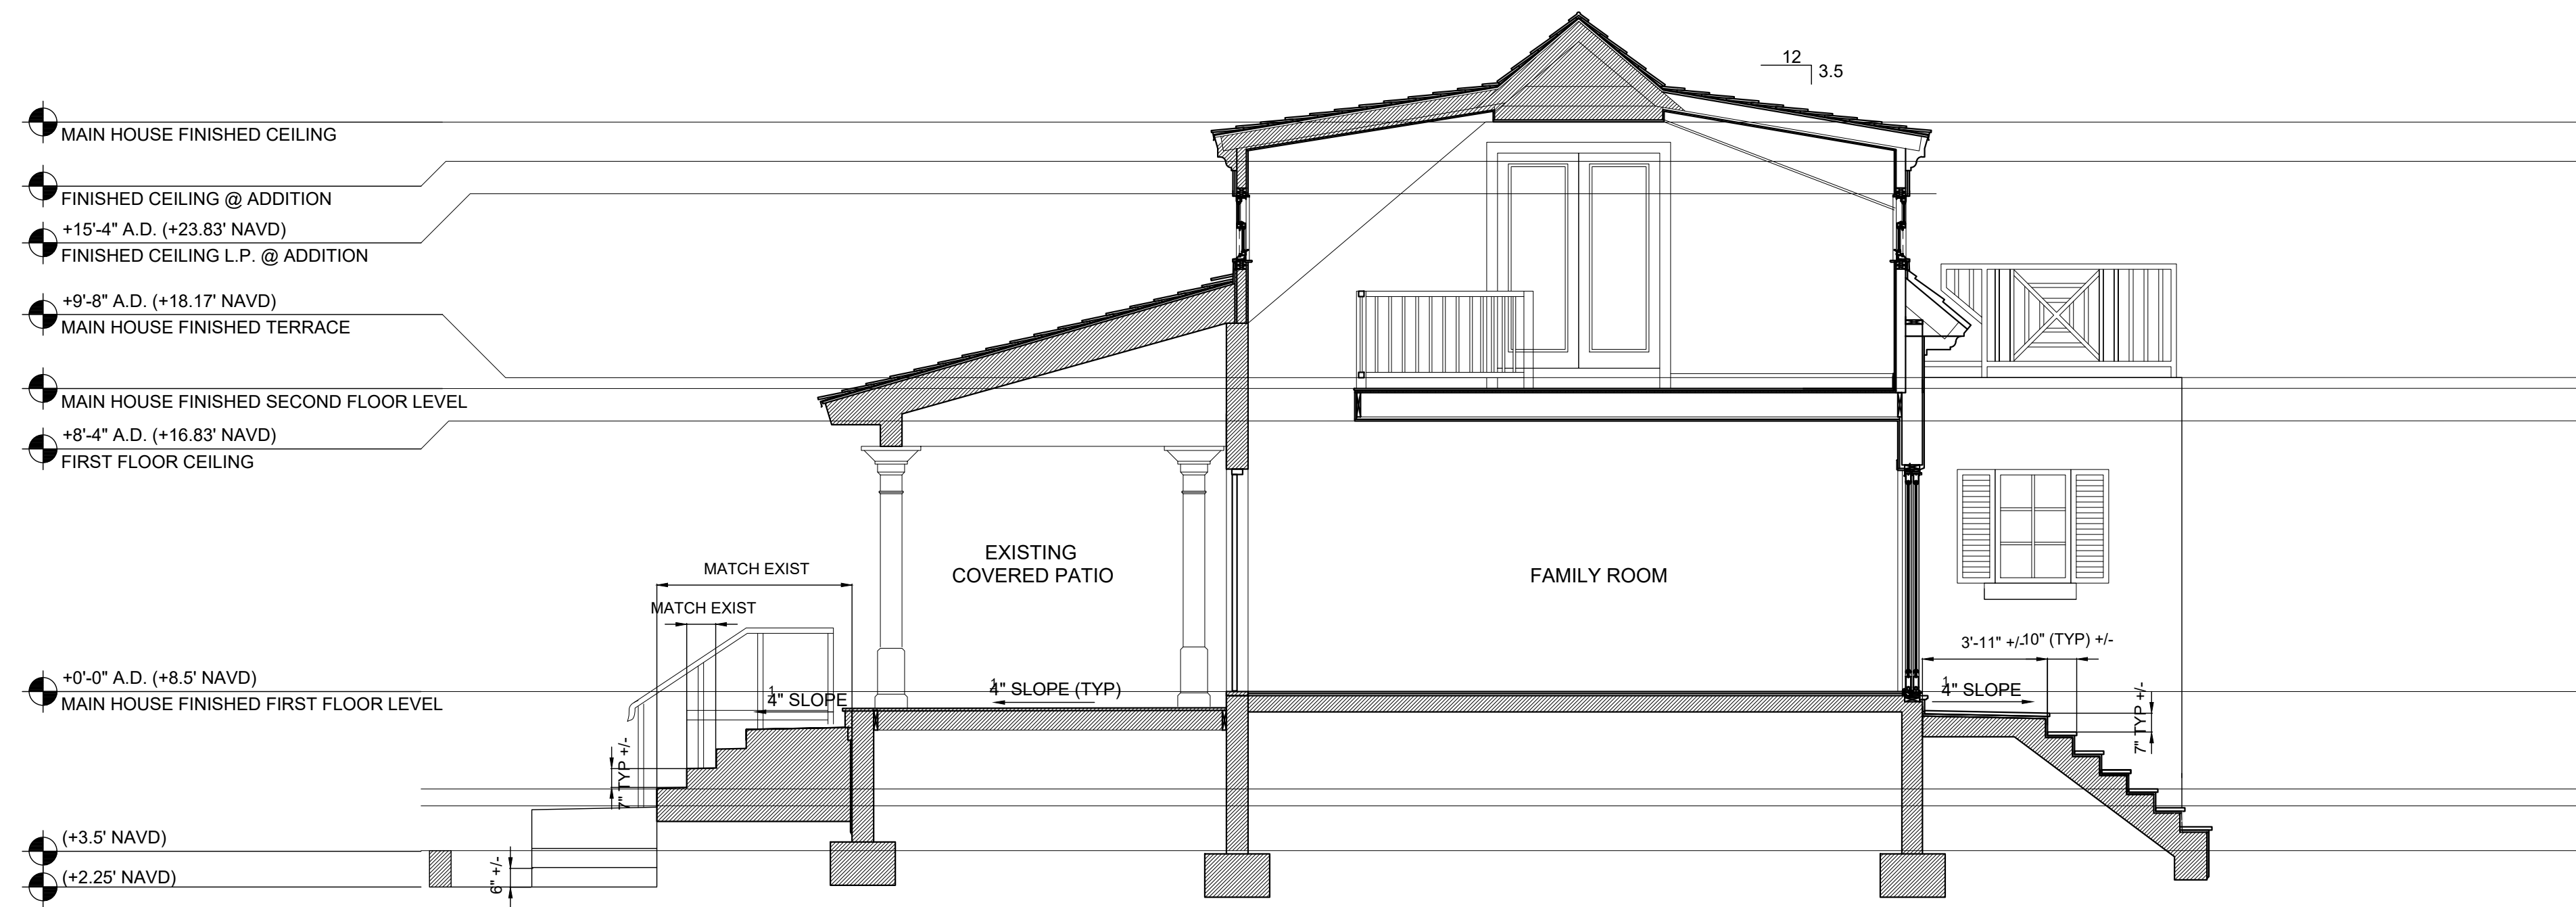 12
3.5
MAIN HOUSE FINISHED CEILING
FINISHED CEILING @ ADDITION
+15'-4" A.D. (+23.83' NAVD)
FINISHED CEILING L.P. @ ADDITION
+9'-8" A.D. (+18.17' NAVD)
MAIN HOUSE FINISHED TERRACE
MAIN HOUSE FINISHED SECOND FLOOR LEVEL
+8'-4" A.D. (+16.83' NAVD)
FIRST FLOOR CEILING
EXISTING
COVERED PATIO
FAMILY ROOM
MATCH EXIST
MATCH EXIST
3'-11" +/-
10" (TYP) +/-
+0'-0" A.D. (+8.5' NAVD)
MAIN HOUSE FINISHED FIRST FLOOR LEVEL
1/4" SLOPE
1/4" SLOPE (TYP)
1/4" SLOPE
7" TYP +/-
7" TYP +/-
(+3.5' NAVD)
(+2.25' NAVD)
6" +/-